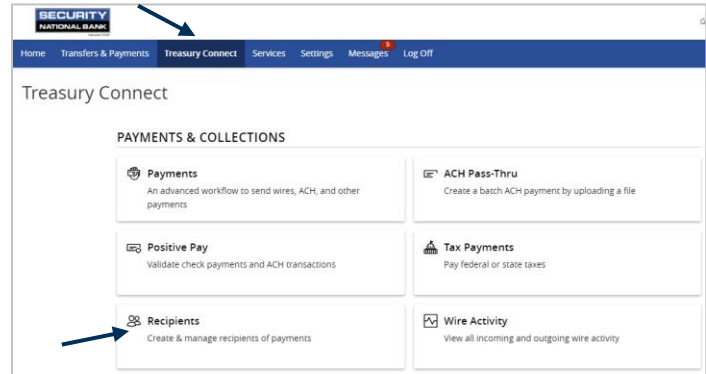 SECURITY
NATIONAL BANK
G
Home Transfers & Payments Treasury Connect Services Settings Messages 5 Log Off
Treasury Connect
PAYMENTS & COLLECTIONS
Payments
An advanced workflow to send wires, ACH, and other
payments
ACH Pass-Thru
Create a batch ACH payment by uploading a file
Positive Pay
Validate check payments and ACH transactions
Tax Payments
Pay federal or state taxes
Recipients
Create & manage recipients of payments
Wire Activity
View all incoming and outgoing wire activity